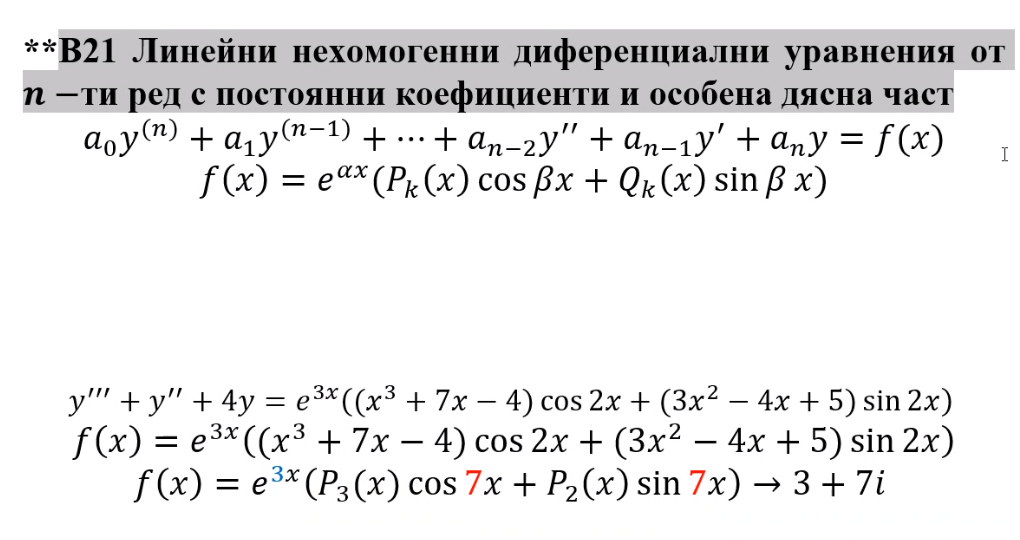 **В21 Линейни нехомогенни диференциални уравнения от
n −ти ред с постоянни коефициенти и особена дясна част
a₀y⁽ⁿ⁾ + a₁y⁽ⁿ⁻¹⁾ + ⋯ + aₙ₋₂y′′ + aₙ₋₁y′ + aₙy = f(x)
f(x) = e^{αx}(Pₖ(x) cos βx + Qₖ(x) sin β x)
y′′′ + y′′ + 4y = e^{3x}((x³ + 7x − 4) cos 2x + (3x² − 4x + 5) sin 2x)
f(x) = e^{3x}((x³ + 7x − 4) cos 2x + (3x² − 4x + 5) sin 2x)
f(x) = e^{3x}(P₃(x) cos 7x + P₂(x) sin 7x) → 3 + 7i